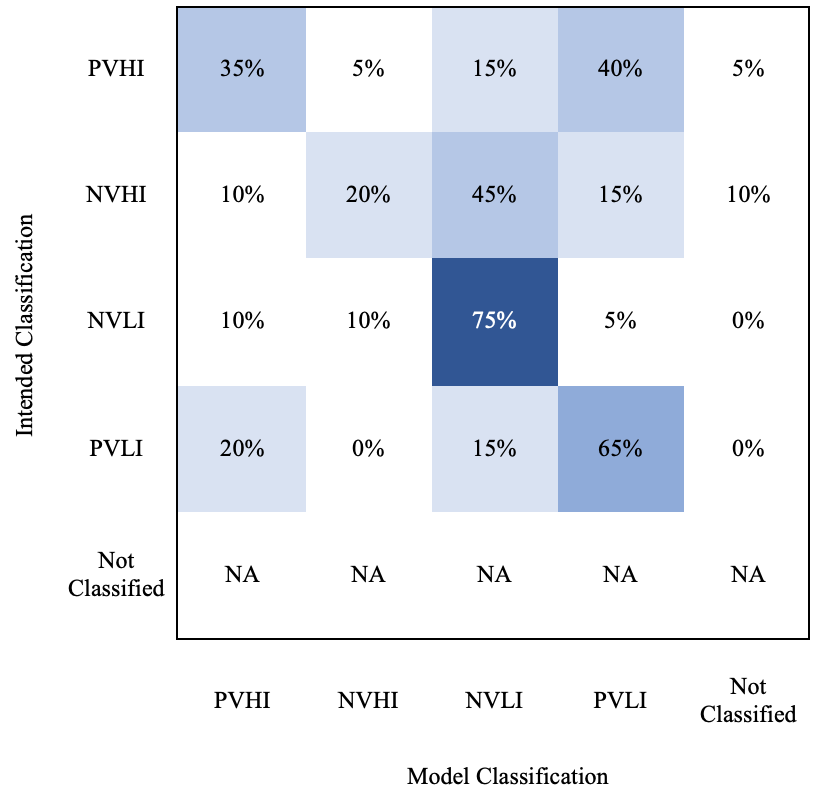 PVHI 35% 5% 15% 40% 5%
NVHI 10% 20% 45% 15% 10%
NVLI 10% 10% 75% 5% 0%
PVLI 20% 0% 15% 65% 0%
Not
Classified NA NA NA NA NA
Intended Classification
PVHI NVHI NVLI PVLI Not
Classified
Model Classification